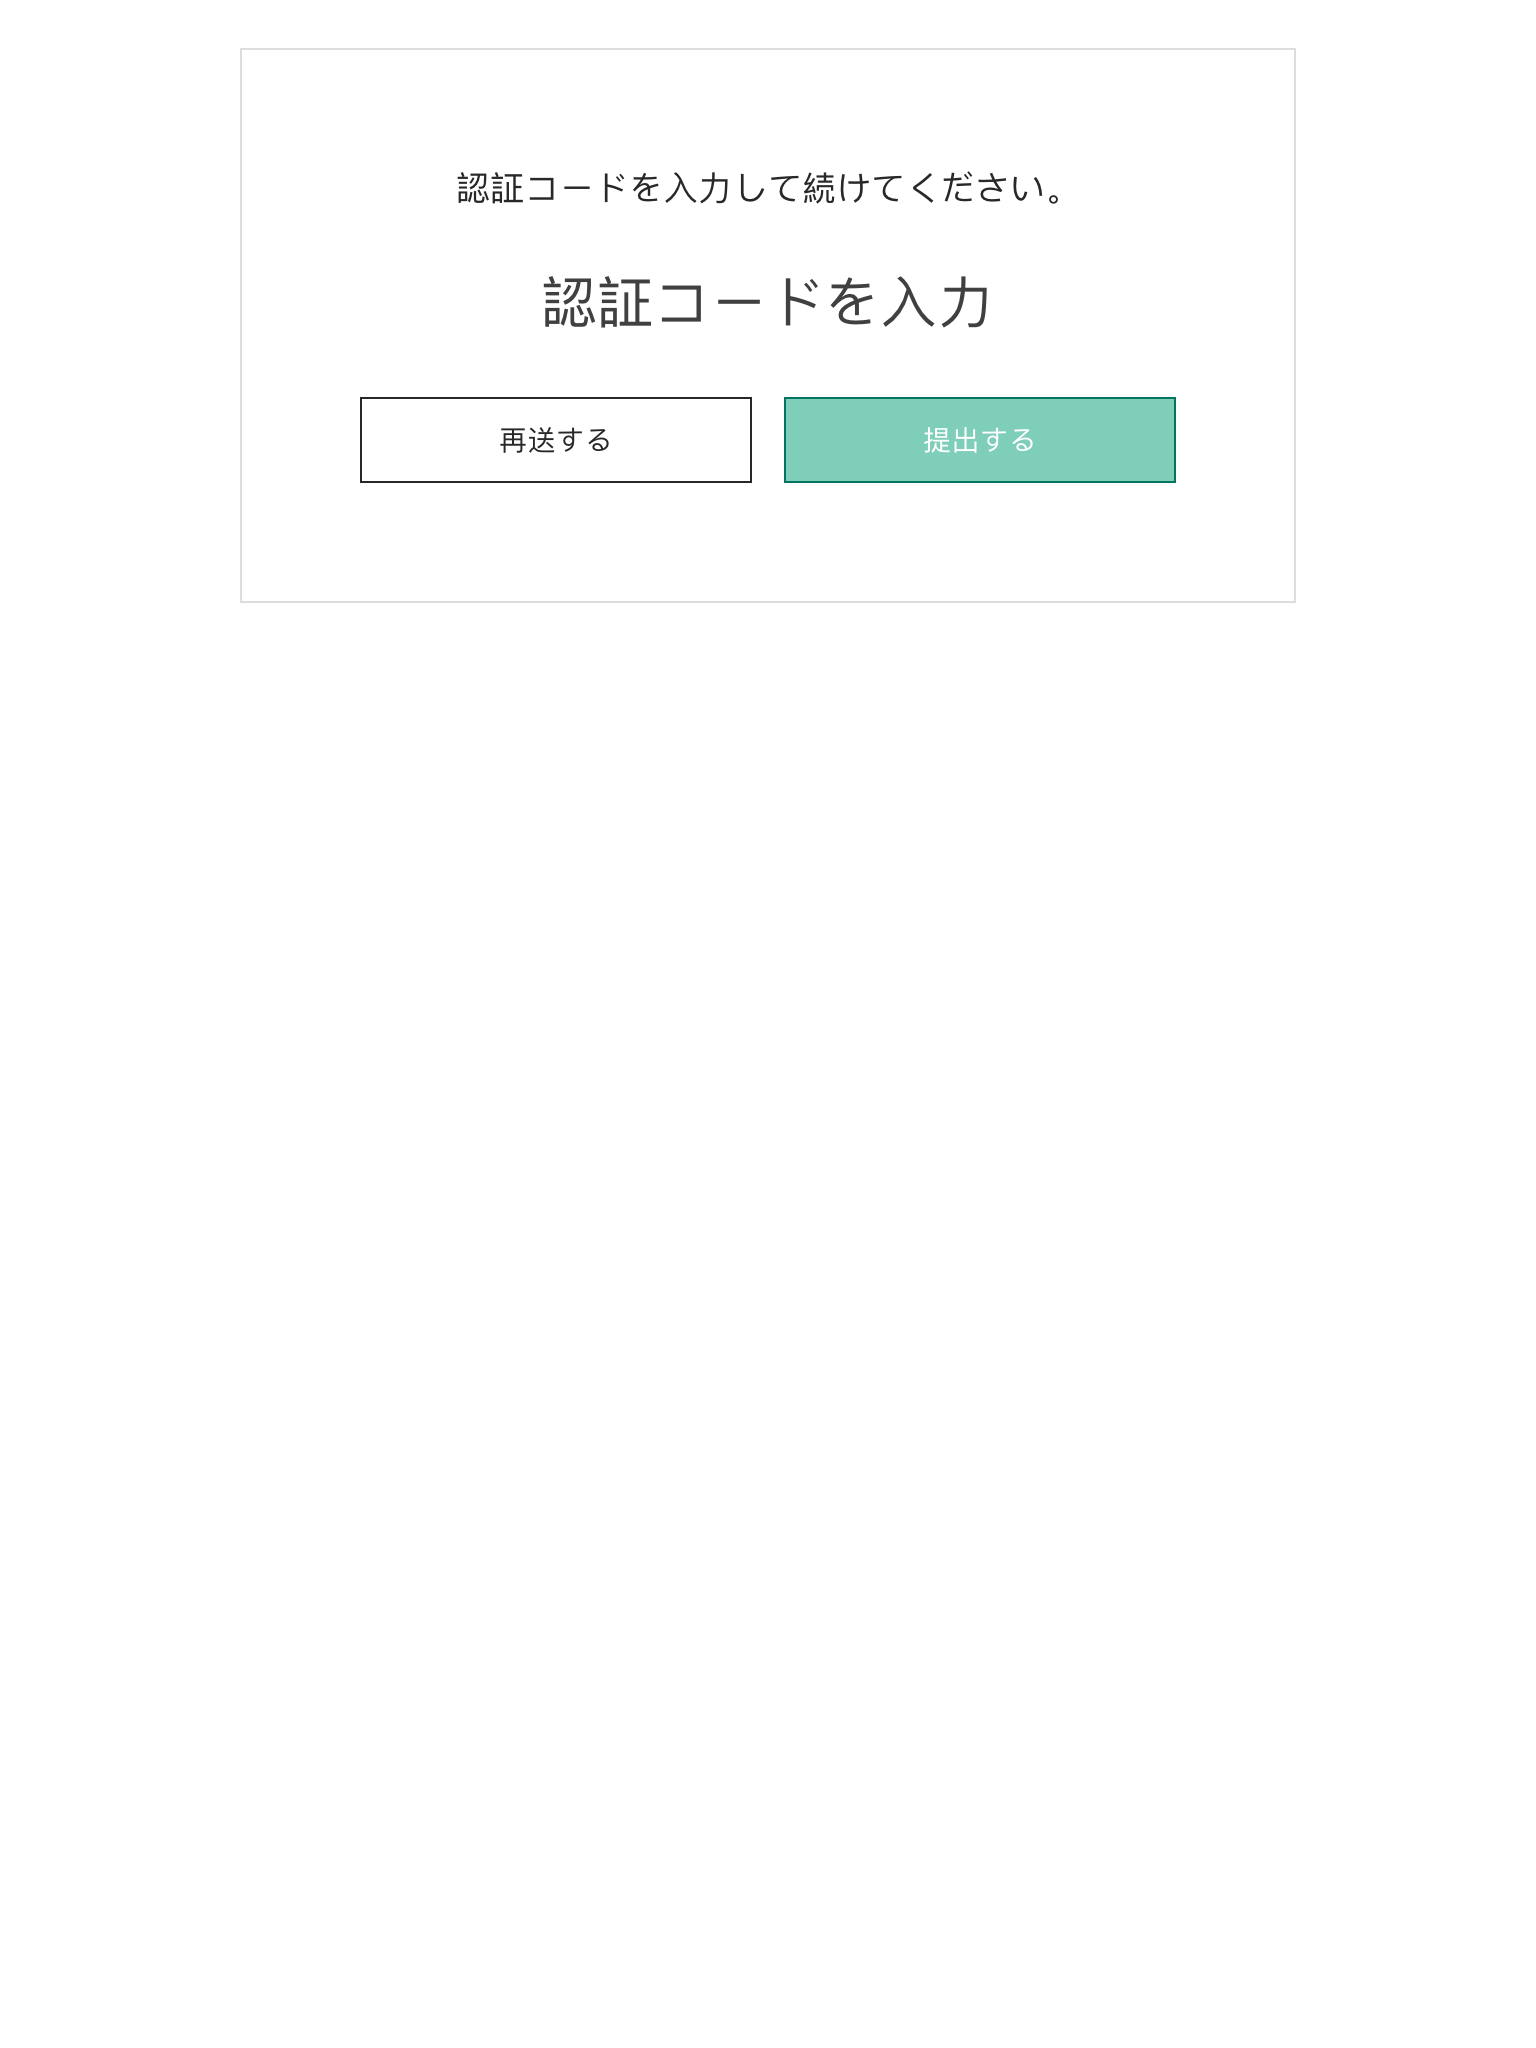 認証コードを入力して続けてください。
認証コードを入力
再送する
提出する